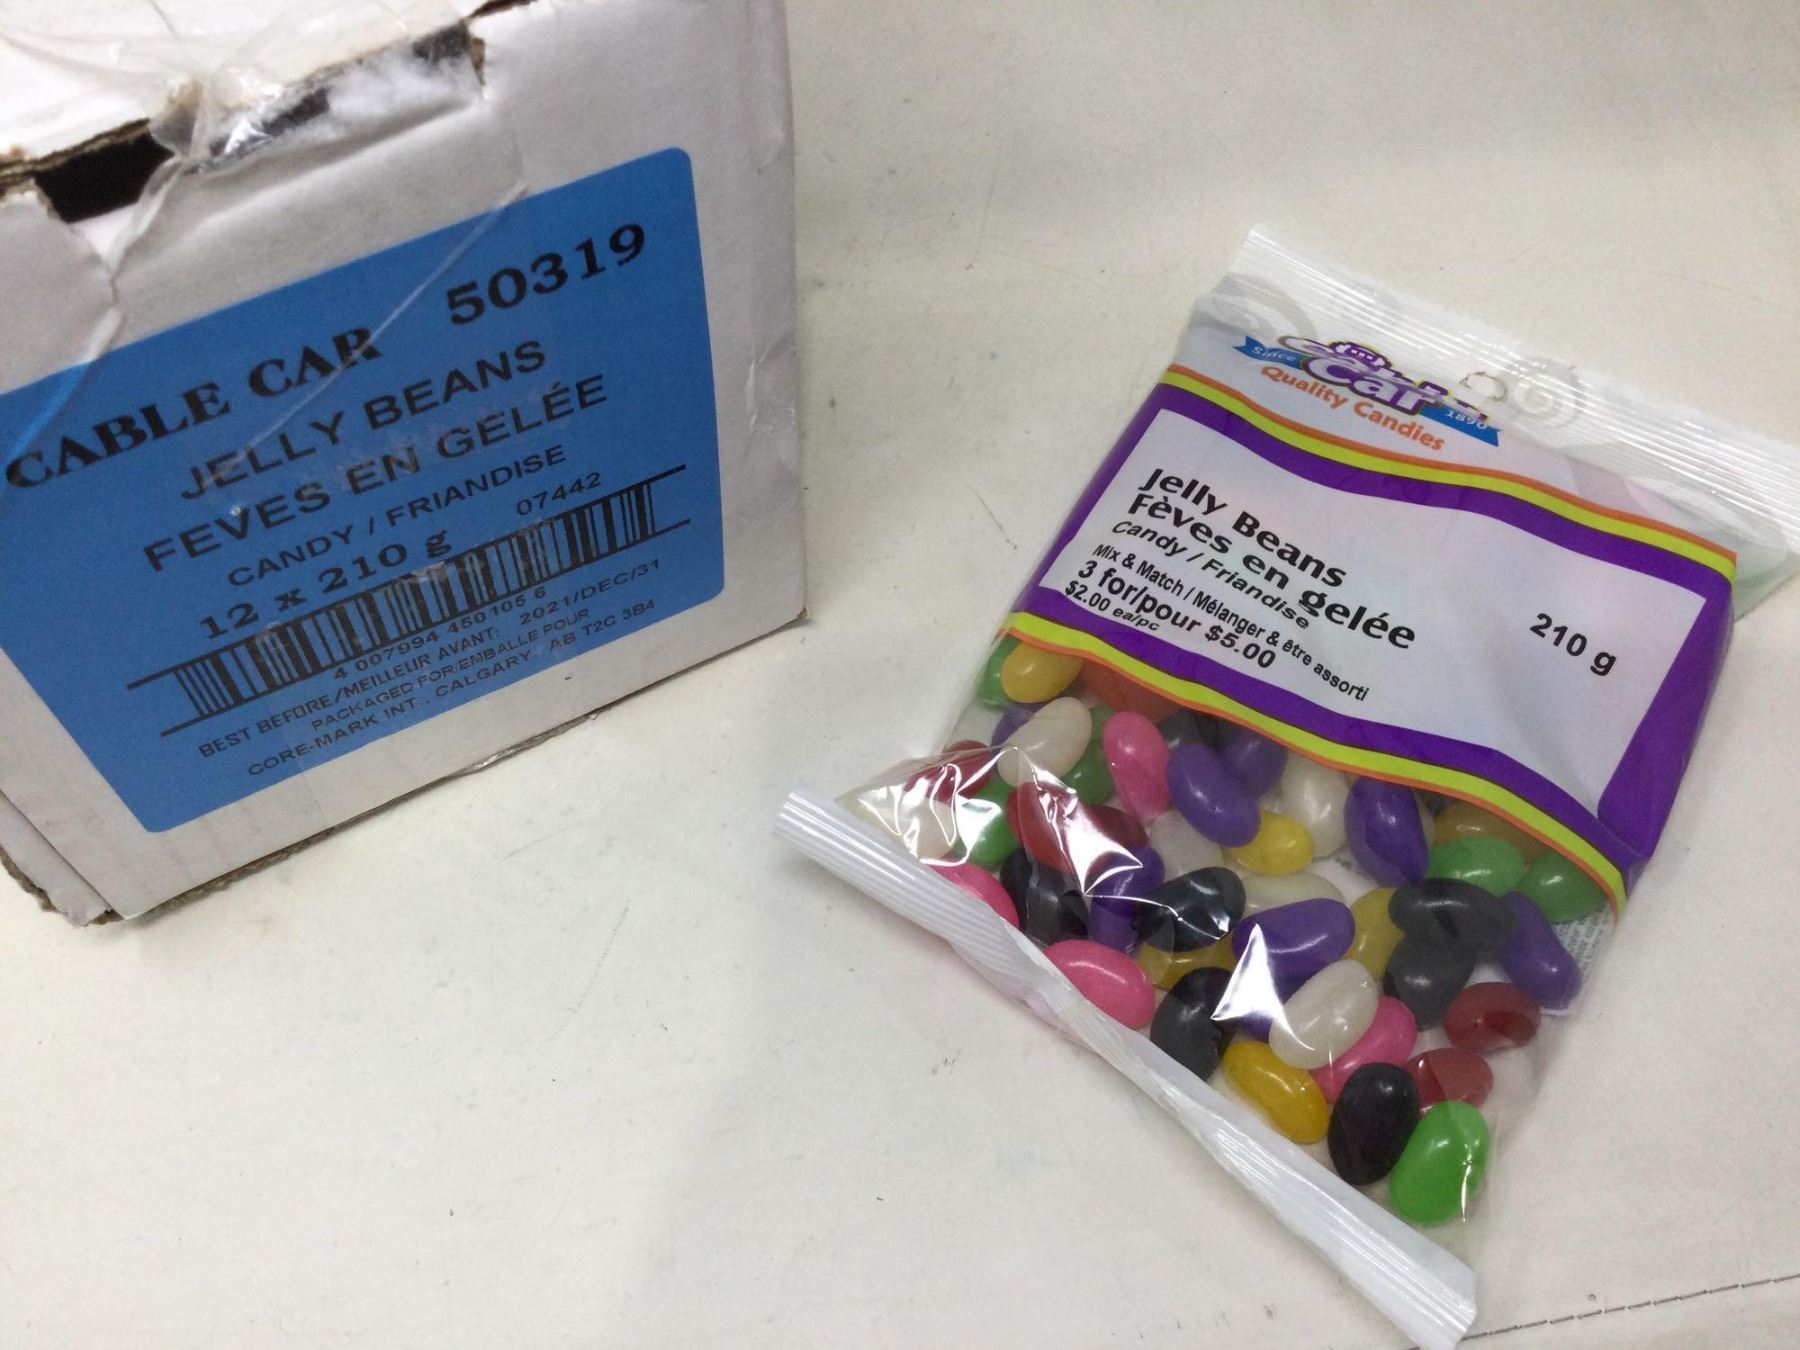 CABLE CAR 50319
JELLY BEANS
FEVES EN GELÉE
CANDY / FRIANDISE
12 x 210 g 07442
4 007994 450105 6
BEST BEFORE/MEILLEUR AVANT: 2021/DEC/31
PACKAGED FOR/EMBALLE POUR
CORE-MARK INT., CALGARY, AB T2C 3B4
Since Cable Car 1890
Quality Candies
Jelly Beans
Fèves en gelée
Candy / Friandise
210 g
Mix & Match / Mélanger & être assorti
3 for/pour $5.00
$2.00 ea/pc